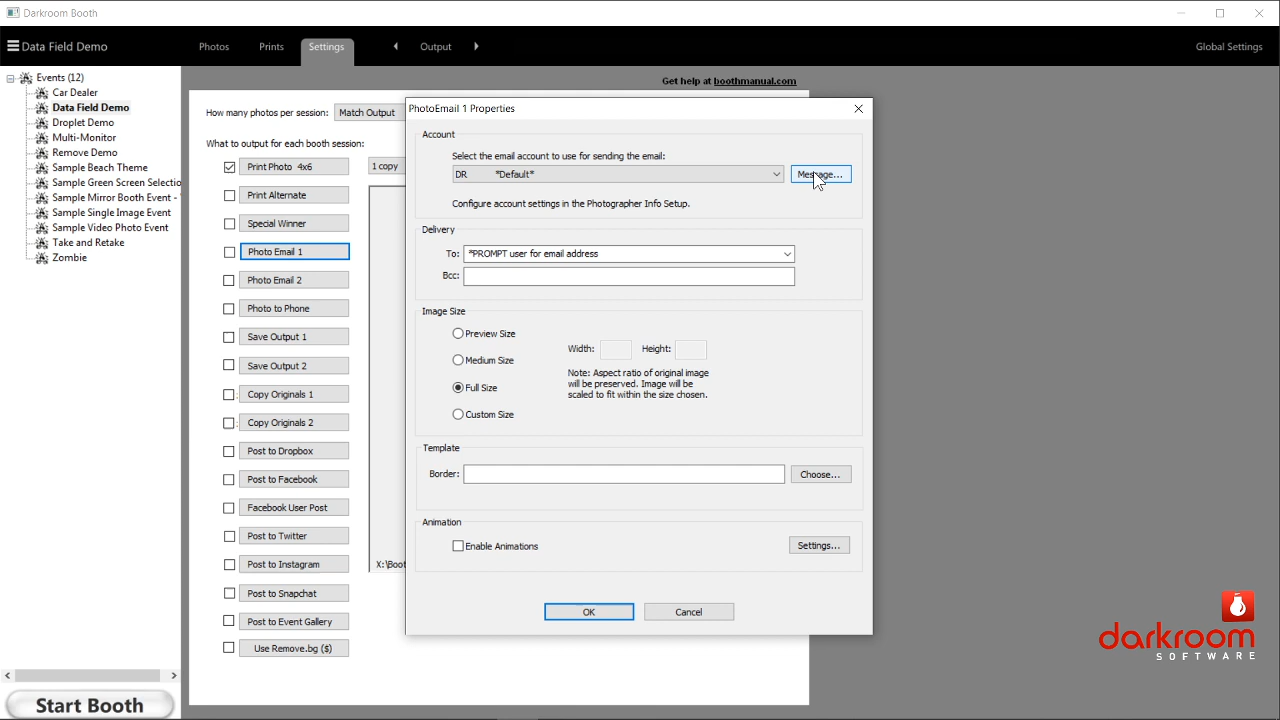 Darkroom Booth
Data Field Demo
Photos
Prints
Settings
Output
Global Settings
Events (12)
Car Dealer
Data Field Demo
Droplet Demo
Multi-Monitor
Remove Demo
Sample Beach Theme
Sample Green Screen Selectio
Sample Mirror Booth Event -
Sample Single Image Event
Sample Video Photo Event
Take and Retake
Zombie
Start Booth
Get help at boothmanual.com
How many photos per session:
Match Output
What to output for each booth session:
Print Photo 4x6
1 copy
Print Alternate
Special Winner
Photo Email 1
Photo Email 2
Photo to Phone
Save Output 1
Save Output 2
Copy Originals 1
Copy Originals 2
Post to Dropbox
Post to Facebook
Facebook User Post
Post to Twitter
Post to Instagram
X:\Boot
Post to Snapchat
Post to Event Gallery
Use Remove.bg ($)
PhotoEmail 1 Properties
Account
Select the email account to use for sending the email:
DR *Default*
Message...
Configure account settings in the Photographer Info Setup.
Delivery
To: *PROMPT user for email address
Bcc:
Image Size
Preview Size
Medium Size
Full Size
Custom Size
Width: Height:
Note: Aspect ratio of original image
will be preserved. Image will be
scaled to fit within the size chosen.
Template
Border:
Choose...
Animation
Enable Animations
Settings...
OK
Cancel
darkroom
SOFTWARE